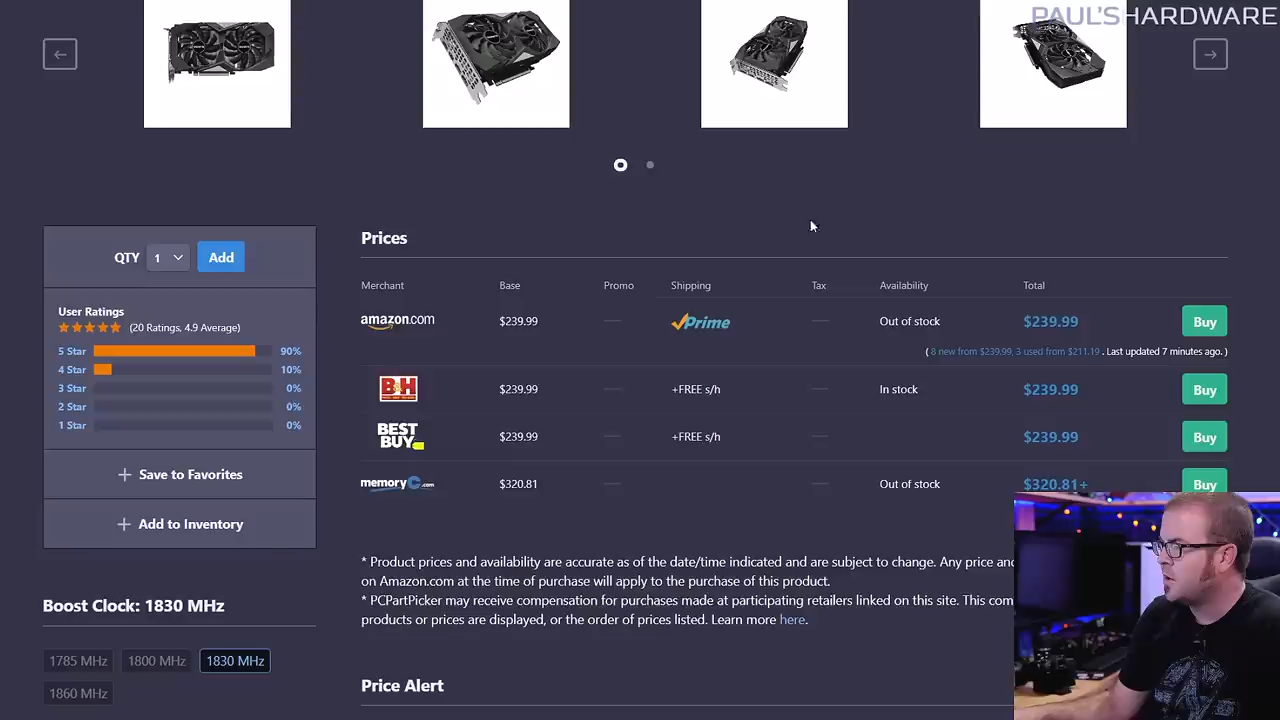 PAUL'SHARDWARE
QTY 1 Add
User Ratings
(20 Ratings, 4.9 Average)
5 Star 90%
4 Star 10%
3 Star 0%
2 Star 0%
1 Star 0%
Save to Favorites
Add to Inventory
Boost Clock: 1830 MHz
1785 MHz 1800 MHz 1830 MHz
1860 MHz
Prices
Merchant Base Promo Shipping Tax Availability Total
amazon.com $239.99 — Prime — Out of stock $239.99 Buy
( 8 new from $239.99, 3 used from $211.19 . Last updated 7 minutes ago. )
B&H $239.99 — +FREE s/h — In stock $239.99 Buy
BEST BUY $239.99 — +FREE s/h — $239.99 Buy
memoryC.com $320.81 Out of stock $320.81+ Buy
* Product prices and availability are accurate as of the date/time indicated and are subject to change. Any price and
on Amazon.com at the time of purchase will apply to the purchase of this product.
* PCPartPicker may receive compensation for purchases made at participating retailers linked on this site. This com
products or prices are displayed, or the order of prices listed. Learn more here.
Price Alert